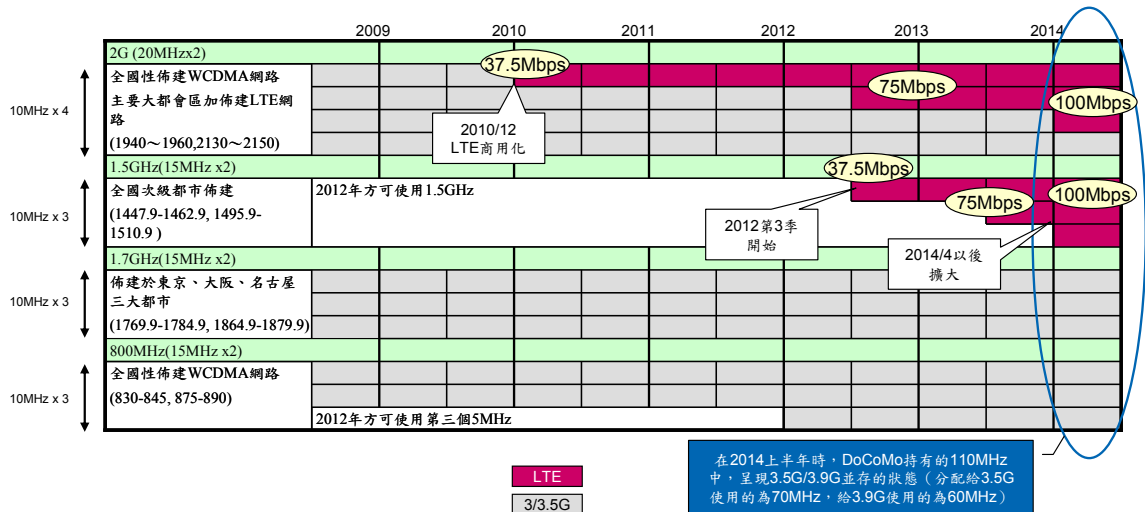 2009 2010 2011 2012 2013 2014
2G (20MHzx2)
10MHz x 4
全國性佈建WCDMA網路
主要大都會區加佈建LTE網
路
(1940～1960,2130～2150)
37.5Mbps
75Mbps
100Mbps
2010/12
LTE商用化
1.5GHz(15MHz x2)
10MHz x 3
全國次級都市佈建
(1447.9-1462.9, 1495.9-
1510.9 )
2012年方可使用1.5GHz
37.5Mbps
75Mbps
100Mbps
2012第3季
開始
2014/4以後
擴大
1.7GHz(15MHz x2)
10MHz x 3
佈建於東京、大阪、名古屋
三大都市
(1769.9-1784.9, 1864.9-1879.9)
800MHz(15MHz x2)
10MHz x 3
全國性佈建WCDMA網路
(830-845, 875-890)
2012年方可使用第三個5MHz
LTE
3/3.5G
在2014上半年時，DoCoMo持有的110MHz
中，呈現3.5G/3.9G並存的狀態（分配給3.5G
使用的為70MHz，給3.9G使用的為60MHz）